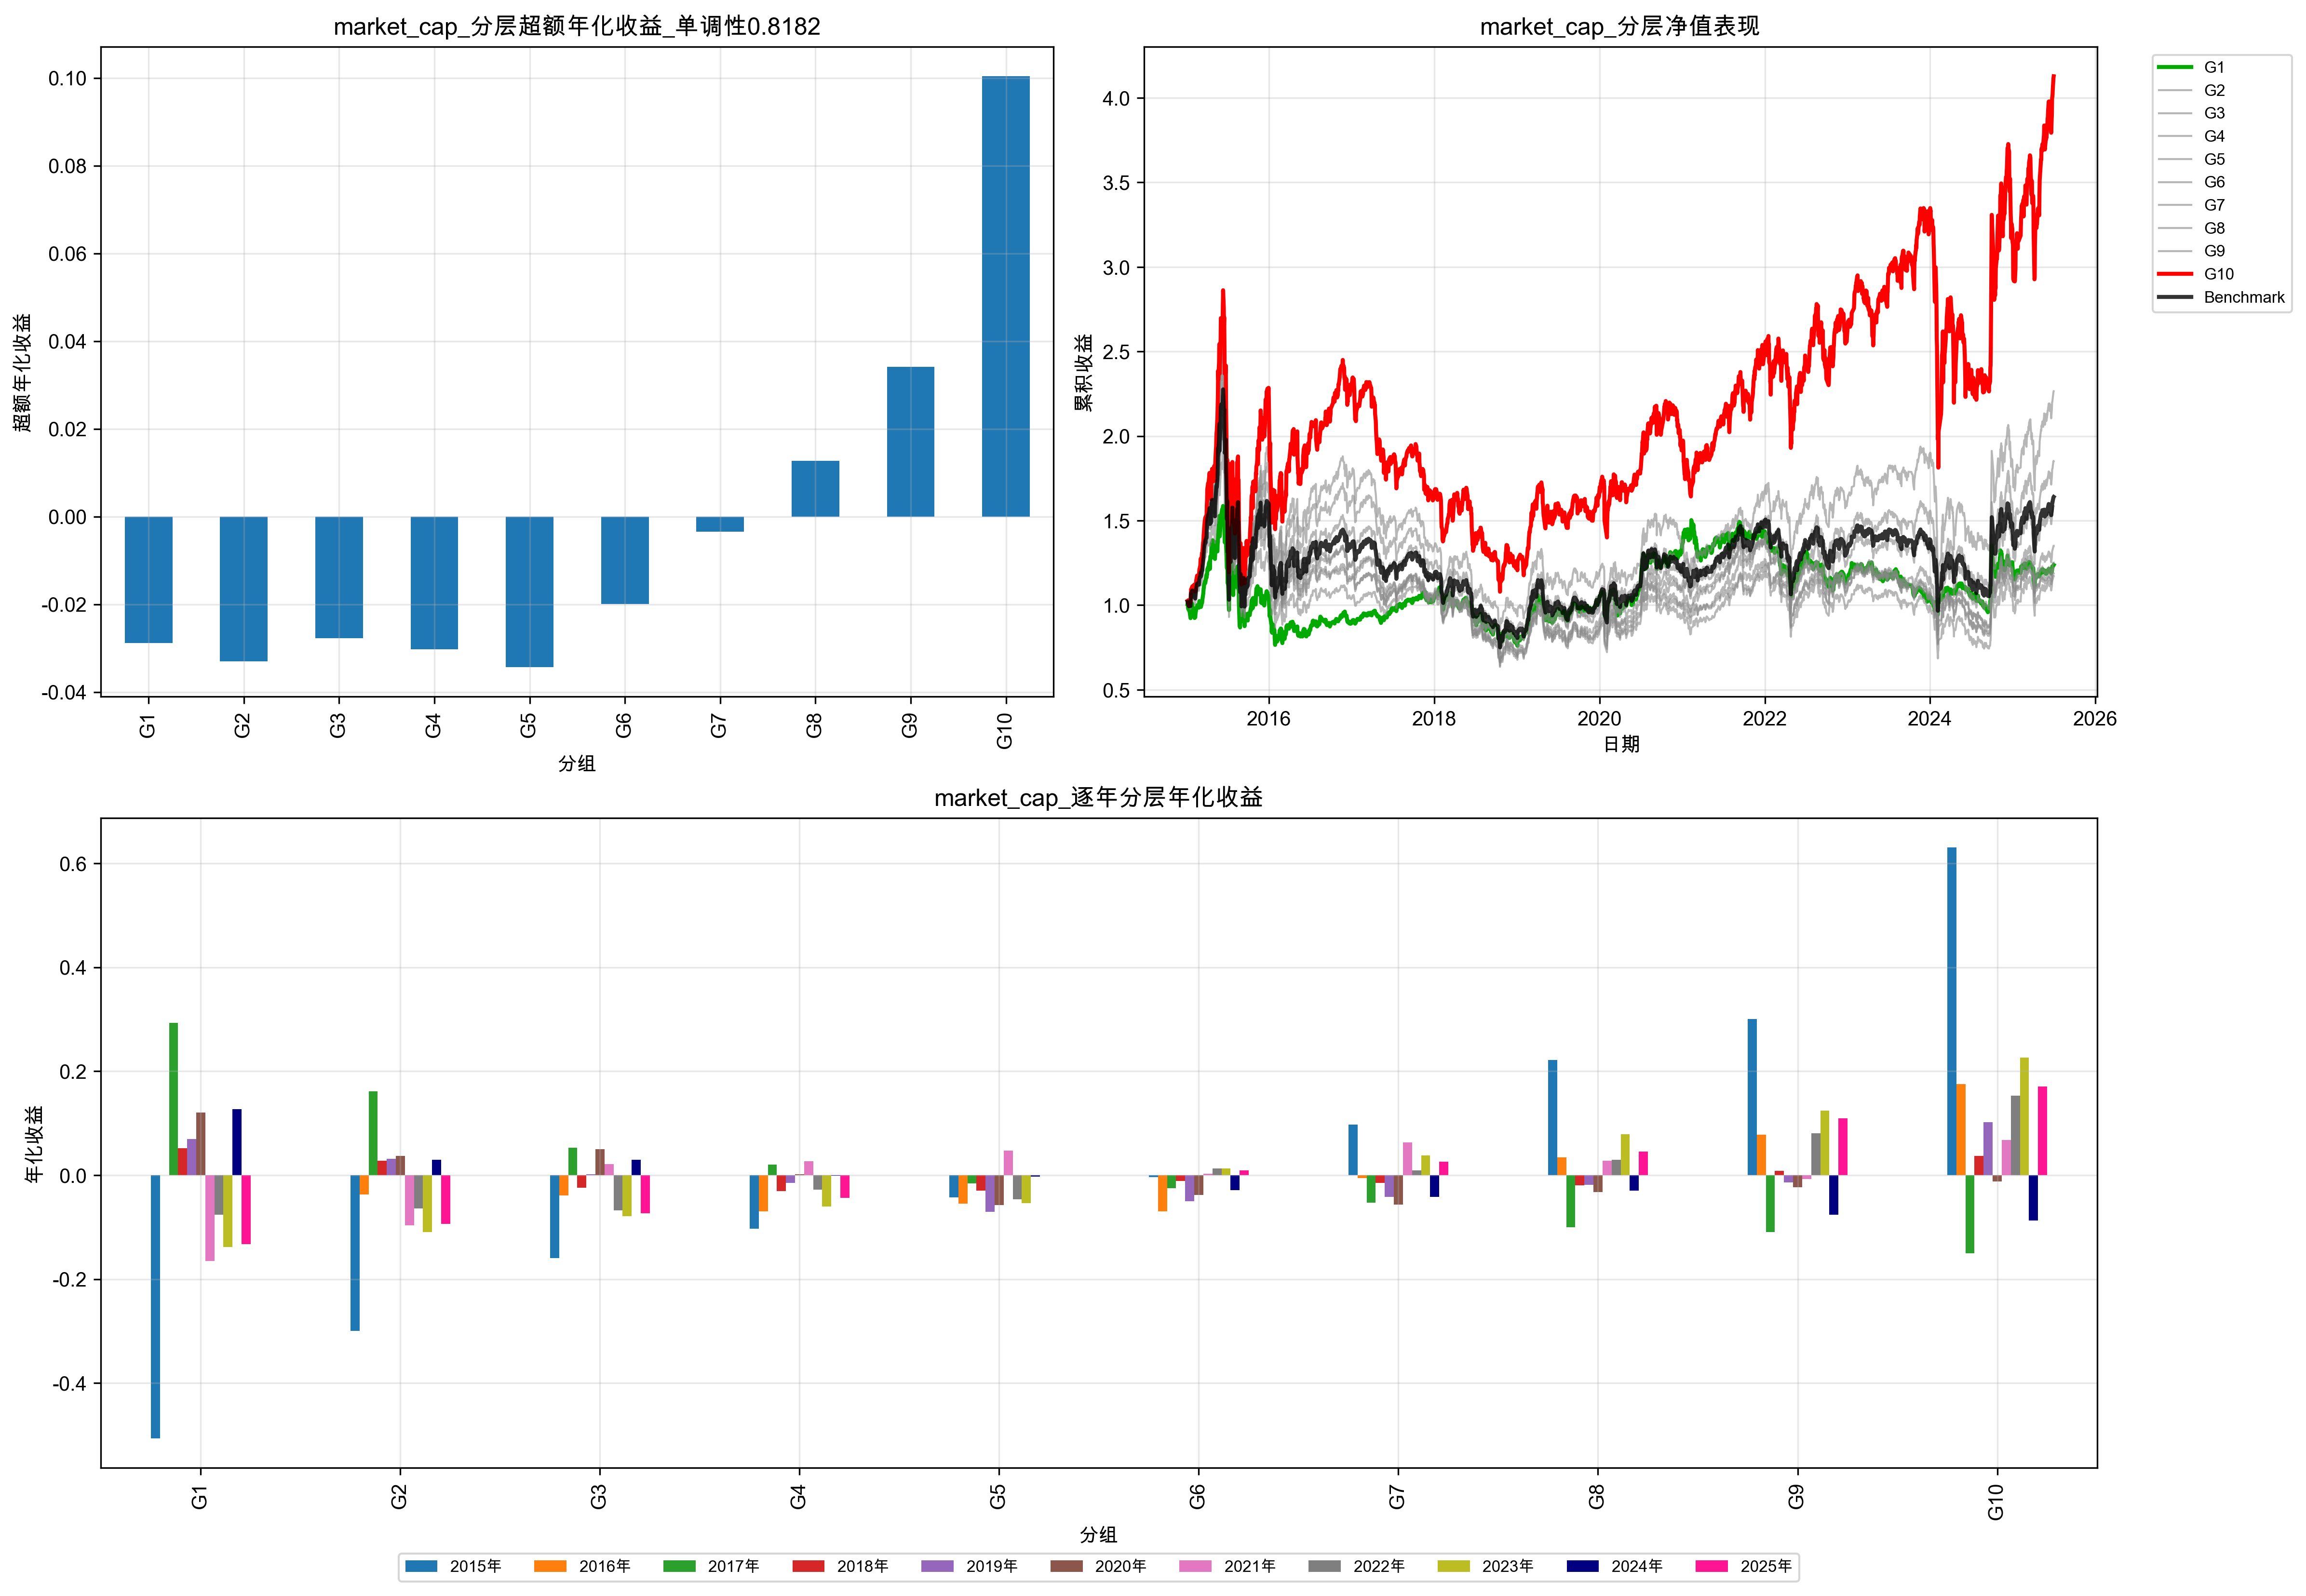 market_cap_分层超额年化收益_单调性0.8182
超额年化收益
0.10
0.08
0.06
0.04
0.02
0.00
-0.02
-0.04
G1
G2
G3
G4
G5
G6
G7
G8
G9
G10
分组
market_cap_分层净值表现
累积收益
4.0
3.5
3.0
2.5
2.0
1.5
1.0
0.5
2016
2018
2020
2022
2024
2026
日期
G1
G2
G3
G4
G5
G6
G7
G8
G9
G10
Benchmark
market_cap_逐年分层年化收益
年化收益
0.6
0.4
0.2
0.0
-0.2
-0.4
G1
G2
G3
G4
G5
G6
G7
G8
G9
G10
分组
2015年
2016年
2017年
2018年
2019年
2020年
2021年
2022年
2023年
2024年
2025年